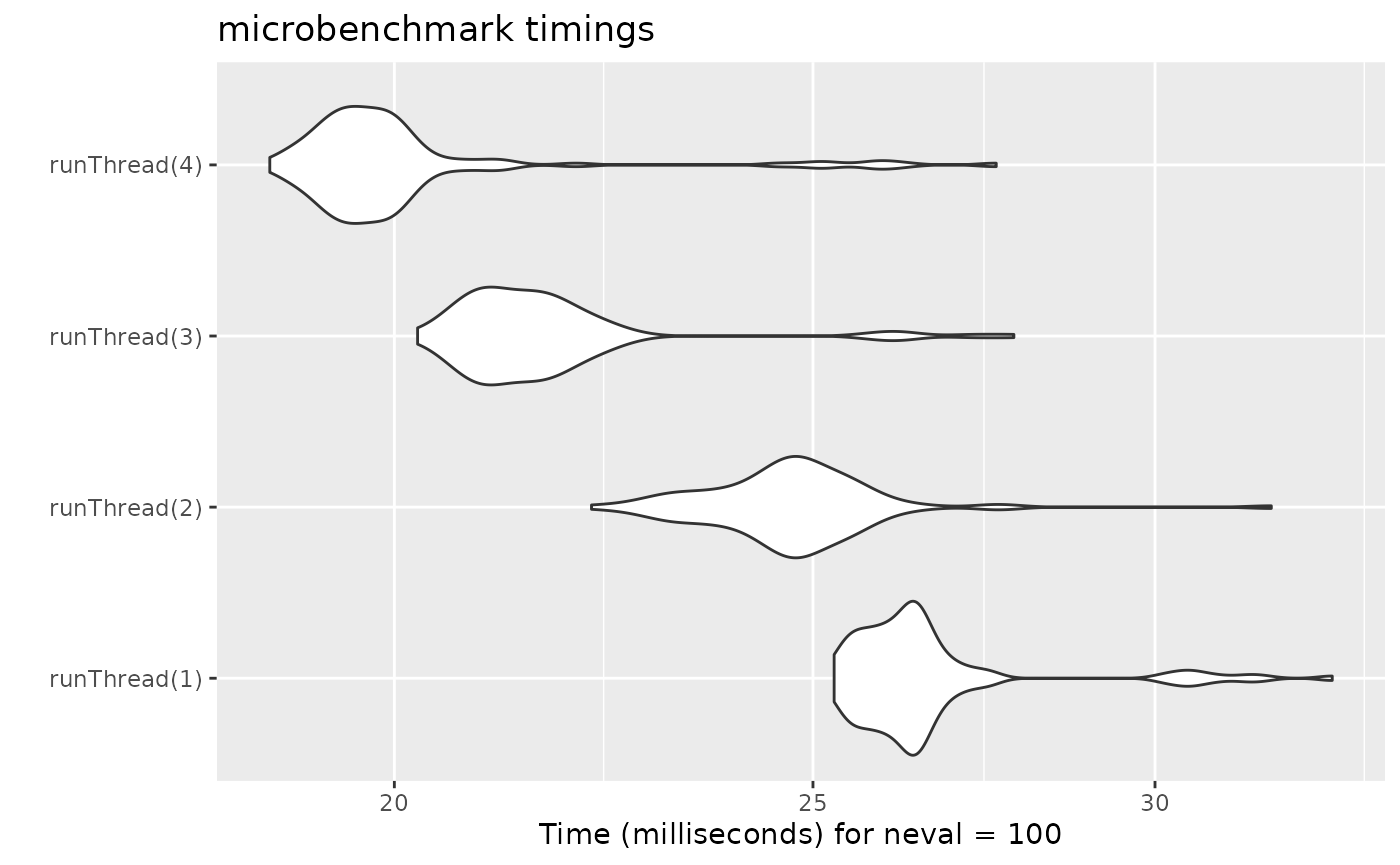 microbenchmark timings
runThread(4)
runThread(3)
runThread(2)
runThread(1)
20 25 30
Time (milliseconds) for neval = 100